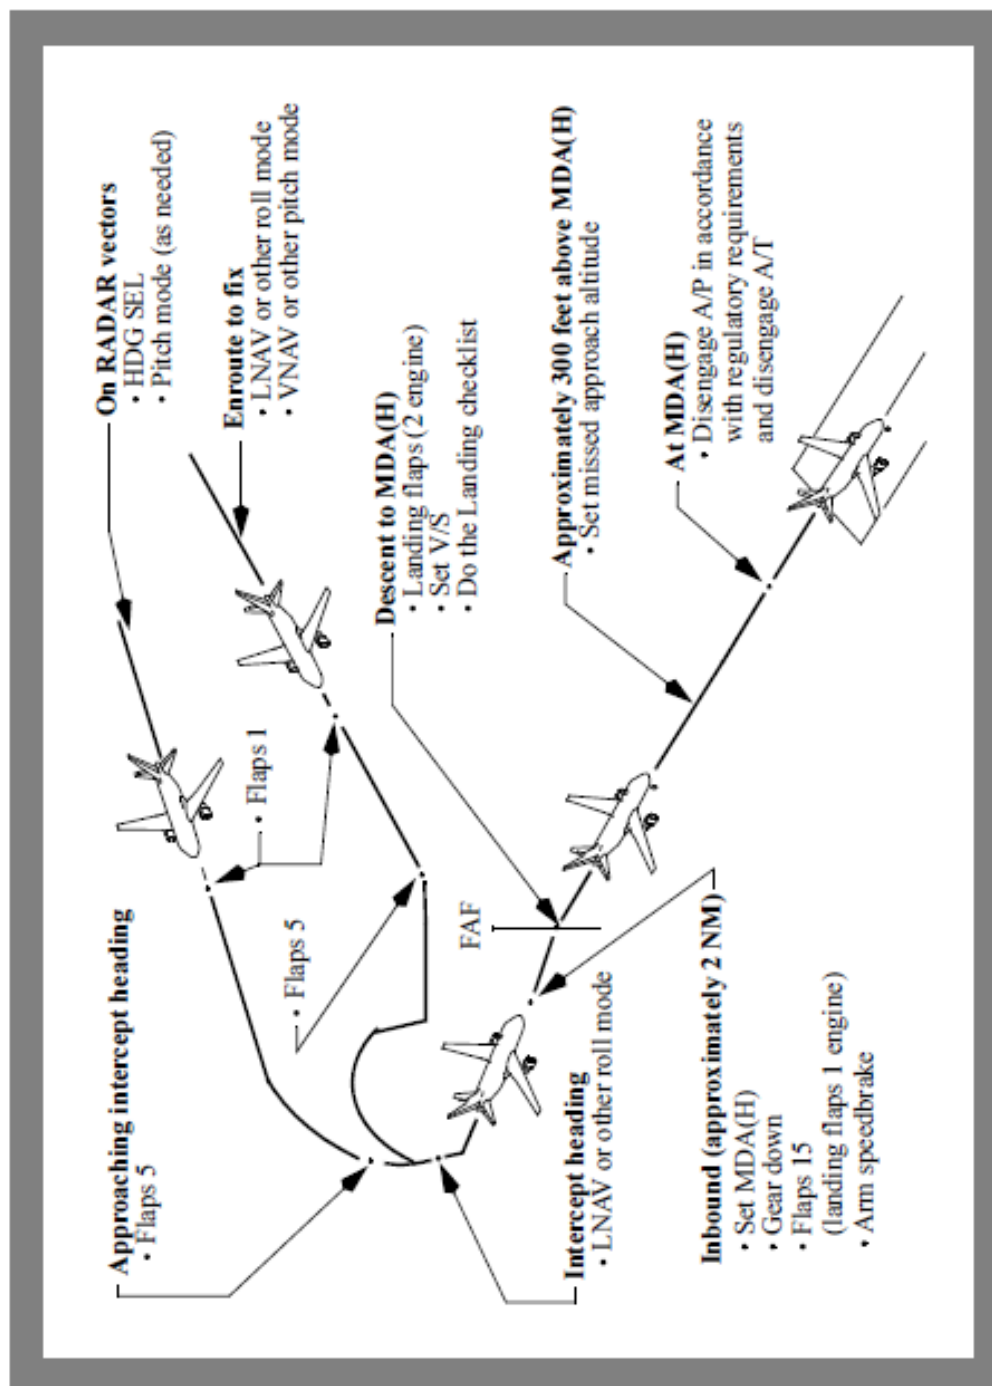 On RADAR vectors
• HDG SEL
• Pitch mode (as needed)
Enroute to fix
• LNAV or other roll mode
• VNAV or other pitch mode
Approaching intercept heading
• Flaps 5
• Flaps 1
• Flaps 5
Descent to MDA(H)
• Landing flaps (2 engine)
• Set V/S
• Do the Landing checklist
FAF
Intercept heading
• LNAV or other roll mode
Approximately 300 feet above MDA(H)
• Set missed approach altitude
Inbound (approximately 2 NM)
• Set MDA(H)
• Gear down
• Flaps 15
(landing flaps 1 engine)
• Arm speedbrake
At MDA(H)
• Disengage A/P in accordance
with regulatory requirements
and disengage A/T